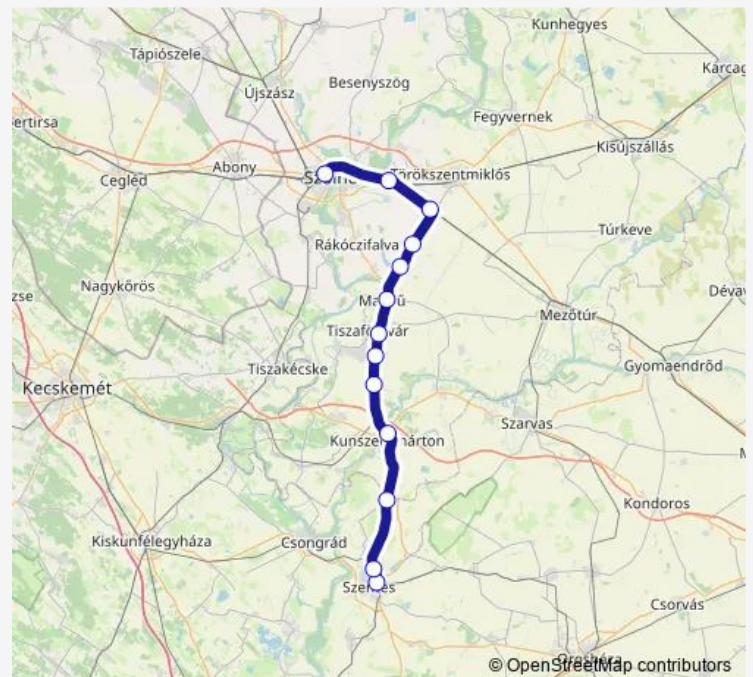 Kunhegyes
Tápiószele
Karcag
Besenyszög
Újszász
Fegyvernek
Kisújszállás
Abony
Cegléd
Törökszentmiklós
Túrkeve
Rákóczifalva
Nagykőrös
Mezőtúr
Tiszakécske
Gyomaendrőd
Kecskemét
Szarvas
Kondoros
Kiskunfélegyháza
Csongrád
Csorvás
© OpenStreetMap contributors